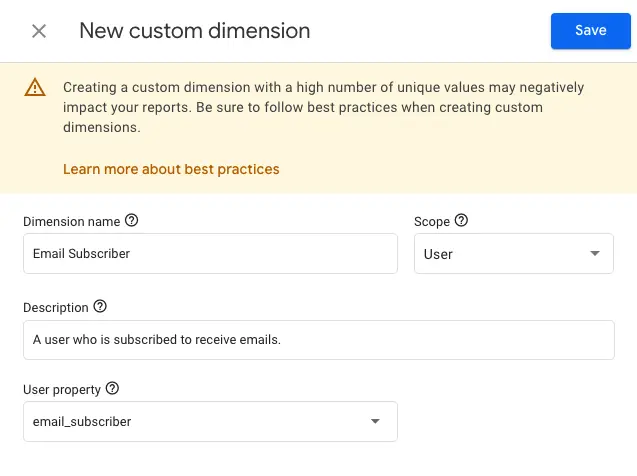 New custom dimension
Save
Creating a custom dimension with a high number of unique values may negatively
impact your reports. Be sure to follow best practices when creating custom
dimensions.
Learn more about best practices
Dimension name
Scope
Email Subscriber
User
Description
A user who is subscribed to receive emails.
User property
email_subscriber